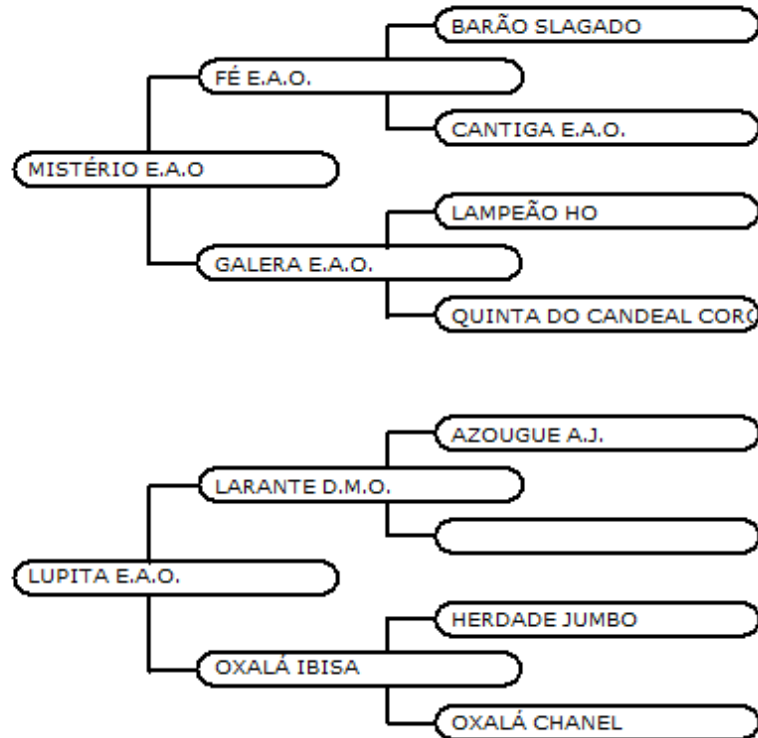 BARÃO SLAGADO
FÉ E.A.O.
CANTIGA E.A.O.
MISTÉRIO E.A.O
LAMPEÃO HO
GALERA E.A.O.
QUINTA DO CANDEAL
AZOUGUE A.J.
LARANTE D.M.O.
LUPITA E.A.O.
HERDADE JUMBO
OXALÁ IBISA
OXALÁ CHANEL